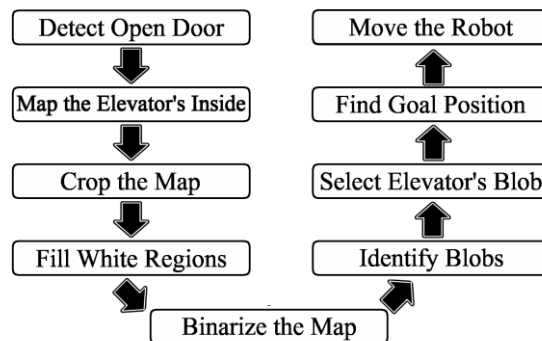 Detect Open Door
Map the Elevator's Inside
Crop the Map
Fill White Regions
Binarize the Map
Identify Blobs
Select Elevator's Blob
Find Goal Position
Move the Robot